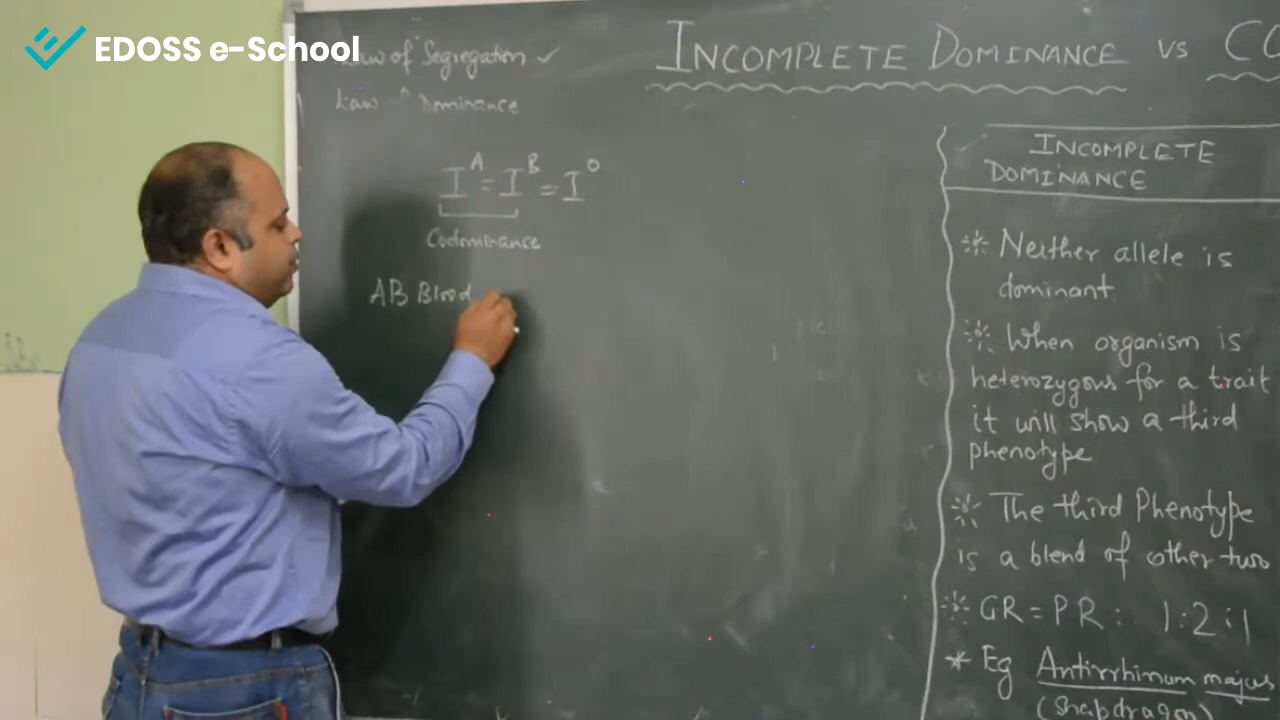 EDOSS e-School
Law of Segregation ✓
Law of Dominance
INCOMPLETE DOMINANCE vs CO
I^A = I^B = I^O
Codominance
AB Blood
INCOMPLETE
DOMINANCE
Neither allele is
dominant.
When organism is
heterozygous for a trait
it will show a third
phenotype
The third Phenotype
is a blend of other two
GR = PR : 1:2:1
* Eg Antirrhinum majus
(Snapdragon)